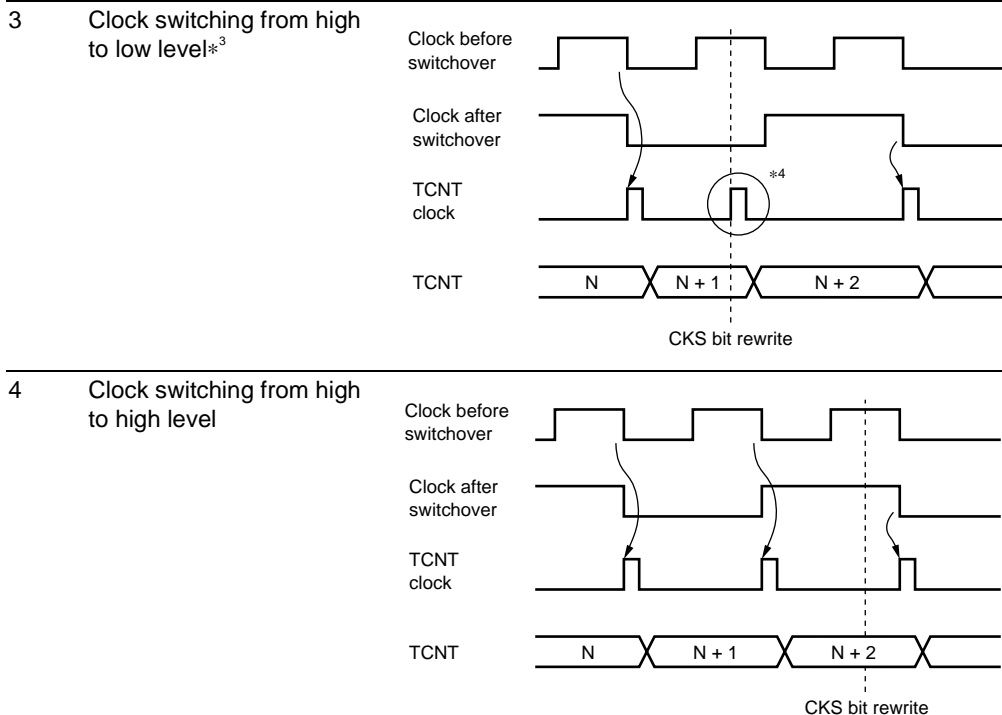 3 Clock switching from high
to low level*3
Clock before
switchover
Clock after
switchover
TCNT
clock
*4
TCNT
N
N + 1
N + 2
CKS bit rewrite
4 Clock switching from high
to high level
Clock before
switchover
Clock after
switchover
TCNT
clock
TCNT
N
N + 1
N + 2
CKS bit rewrite